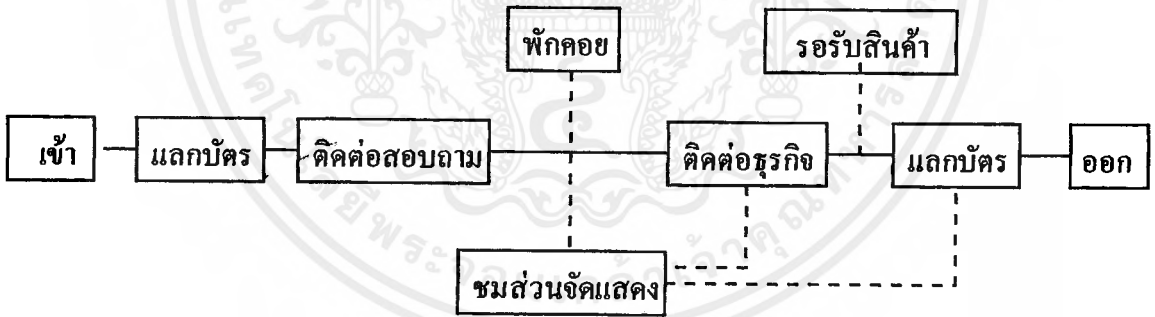 พักคอย
รอรับสินค้า
เข้า
แลกบัตร
ติดต่อสอบถาม
ติดต่อธุรกิจ
แลกบัตร
ออก
ชมส่วนจัดแสดง